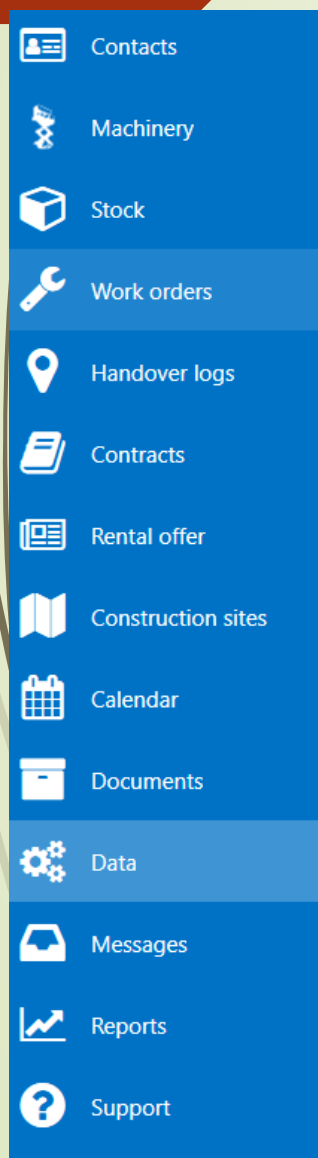 Contacts
Machinery
Stock
Work orders
Handover logs
Contracts
Rental offer
Construction sites
Calendar
Documents
Data
Messages
Reports
Support